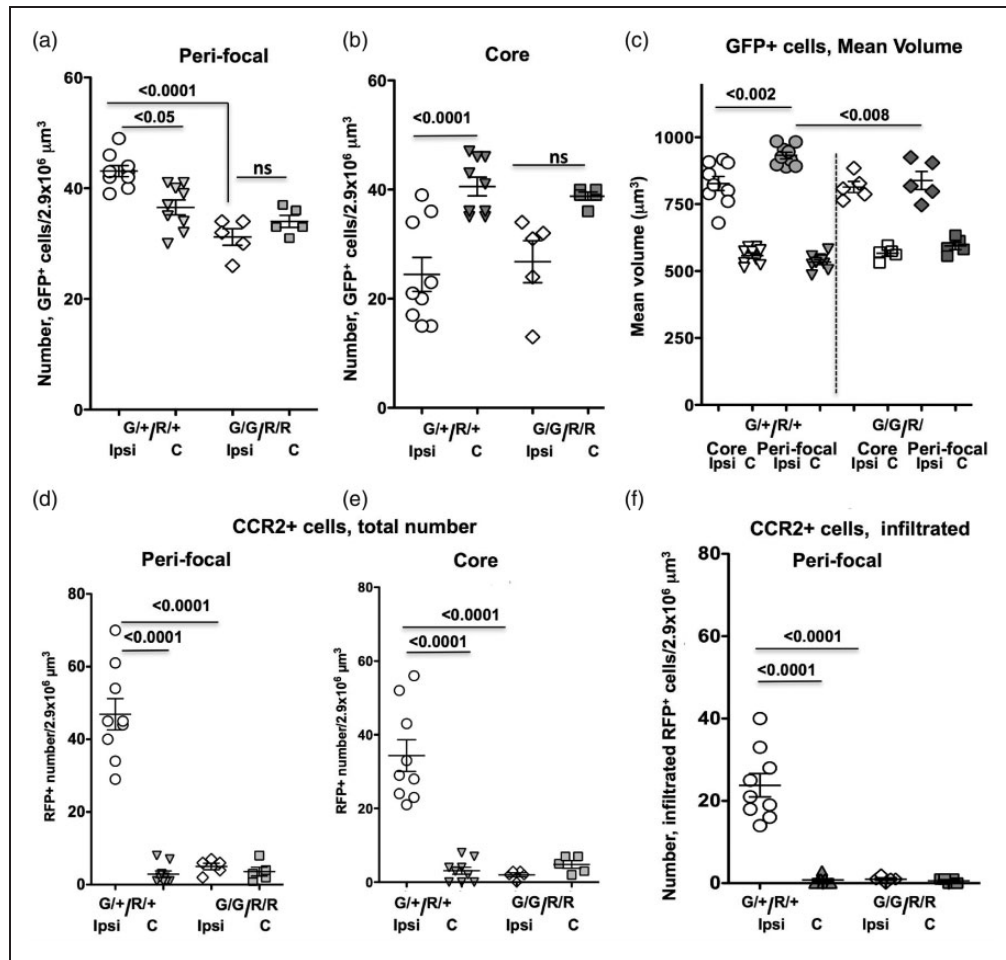 (a)
Peri-focal
Number, GFP⁺ cells/2.9x10⁶ μm³
60
40
20
0
<0.0001
<0.05
ns
G/+/R/+ G/G/R/R
Ipsi C Ipsi C
(b)
Core
Number, GFP⁺ cells/2.9x10⁶ μm³
60
40
20
0
<0.0001
ns
G/+/R/+ G/G/R/R
Ipsi C Ipsi C
(c)
GFP+ cells, Mean Volume
Mean volume (μm³)
1000
750
500
250
0
<0.002
<0.008
G/+/R/+ G/G/R/
Core Peri-focal Core Peri-focal
Ipsi C Ipsi C Ipsi C Ipsi C
(d)
(e)
CCR2+ cells, total number
Peri-focal
RFP+ number/2.9x10⁶ μm³
80
60
40
20
0
<0.0001
<0.0001
G/+/R/+ G/G/R/R
Ipsi C Ipsi C
Core
RFP+ number/2.9x10⁶ μm³
80
60
40
20
0
<0.0001
<0.0001
G/+/R/+ G/G/R/R
Ipsi C Ipsi C
(f)
CCR2+ cells, infiltrated
Peri-focal
Number, infiltrated RFP⁺ cells/2.9x10⁶ μm³
80
60
40
20
0
<0.0001
<0.0001
G/+/R/+ G/G/R/R
Ipsi C Ipsi C